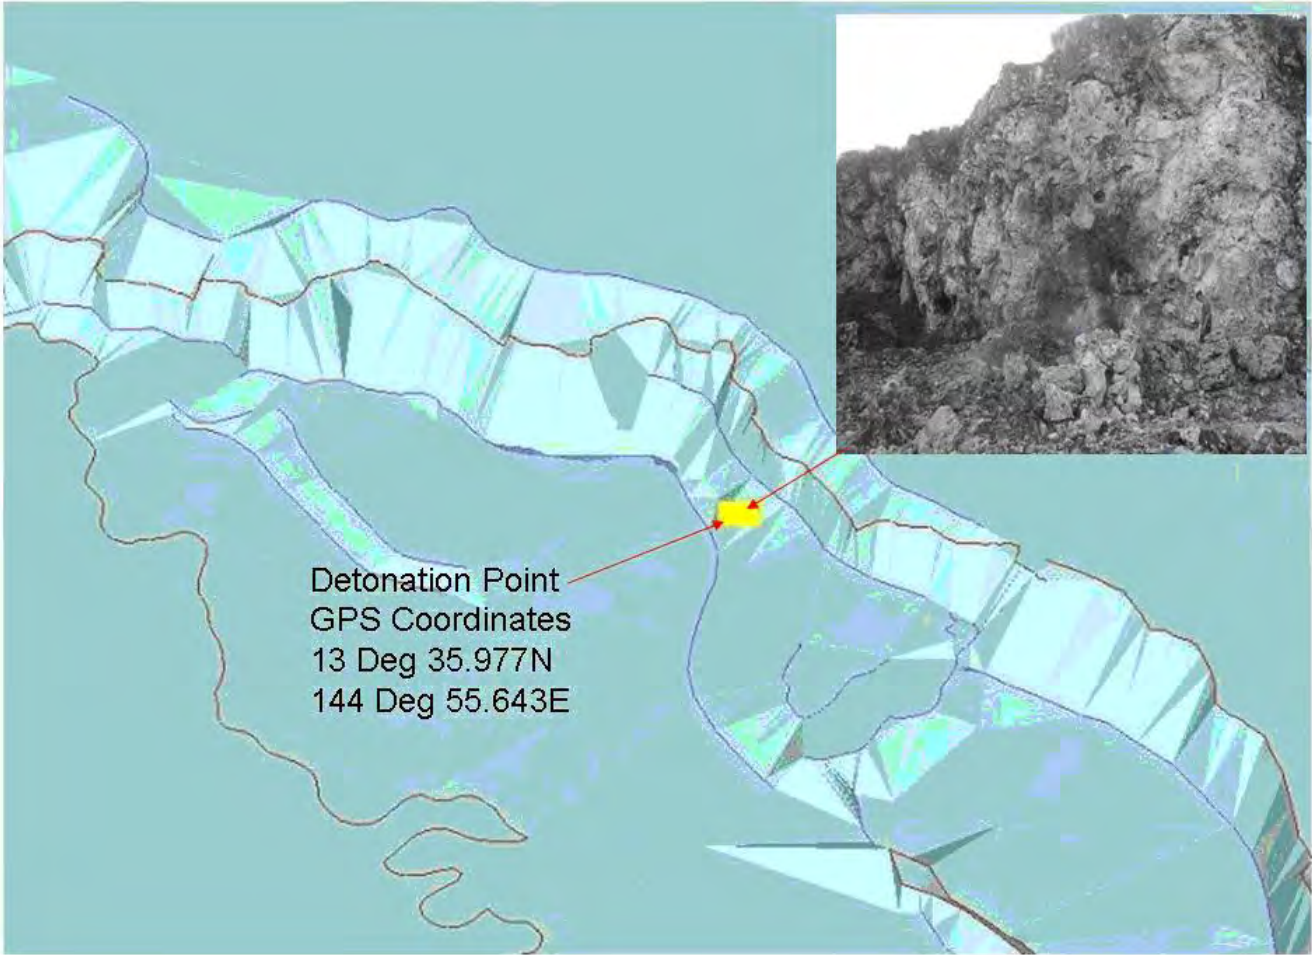 Detonation Point
GPS Coordinates
13 Deg 35.977N
144 Deg 55.643E